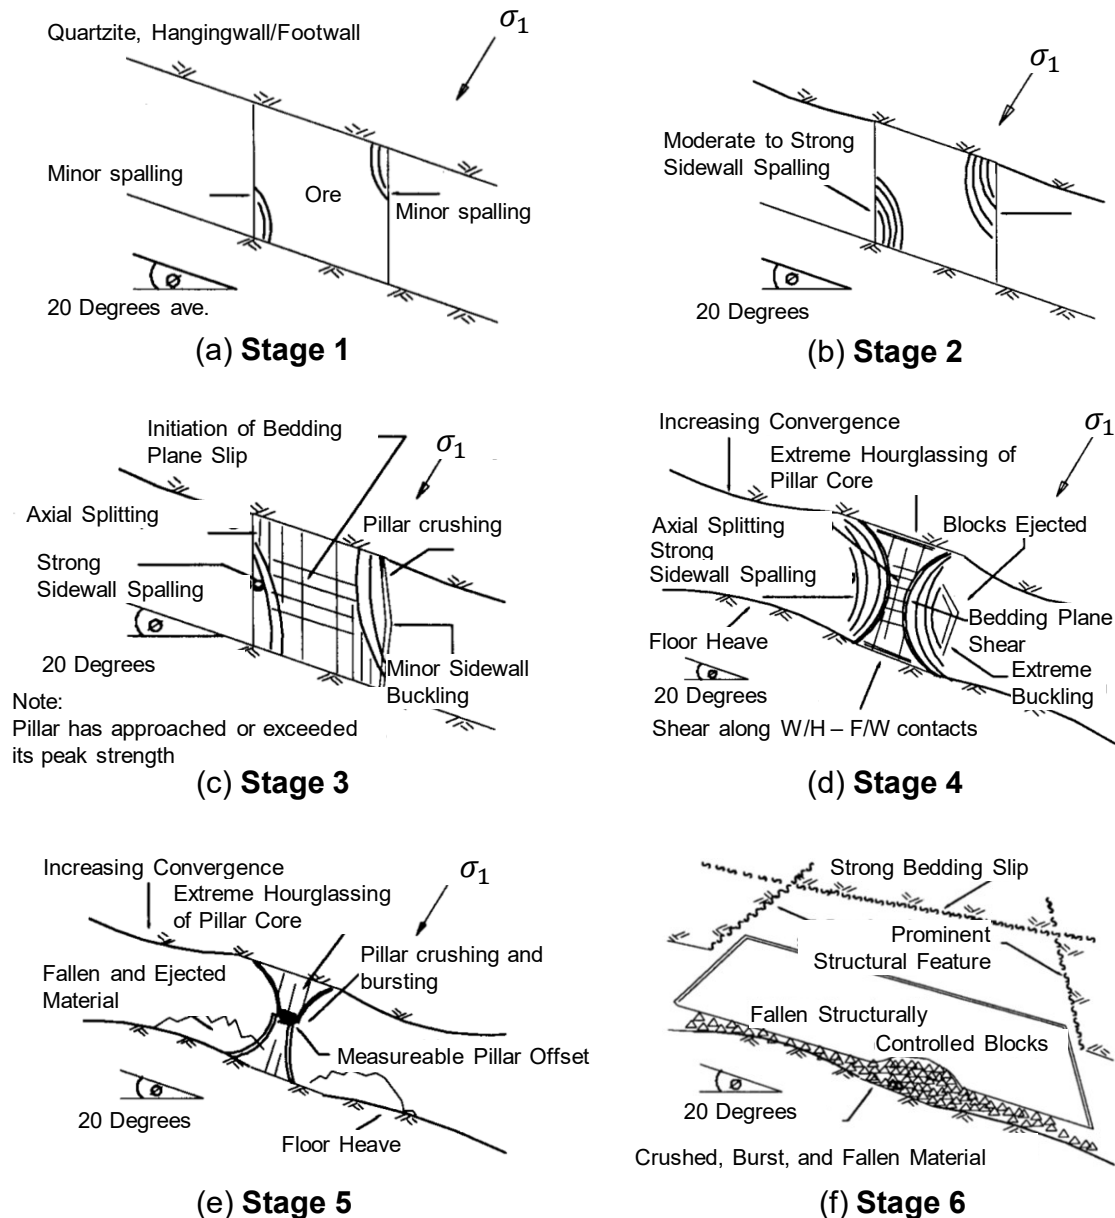 Quartzite, Hangingwall/Footwall
σ1
Minor spalling
Ore
Minor spalling
Ø
20 Degrees ave.
(a) Stage 1
σ1
Moderate to Strong
Sidewall Spalling
Ø
20 Degrees
(b) Stage 2
Initiation of Bedding
Plane Slip
σ1
Axial Splitting
Pillar crushing
Strong
Sidewall Spalling
Ø
20 Degrees
Minor Sidewall
Buckling
Note:
Pillar has approached or exceeded
its peak strength
(c) Stage 3
Increasing Convergence
σ1
Extreme Hourglassing of
Pillar Core
Axial Splitting
Strong
Sidewall Spalling
Blocks Ejected
Bedding Plane
Shear
Floor Heave
Extreme
Buckling
Ø
20 Degrees
Shear along W/H – F/W contacts
(d) Stage 4
Increasing Convergence
σ1
Extreme Hourglassing
of Pillar Core
Pillar crushing and
bursting
Fallen and Ejected
Material
Measureable Pillar Offset
Ø
20 Degrees
Floor Heave
(e) Stage 5
Strong Bedding Slip
Prominent
Structural Feature
Fallen Structurally
Controlled Blocks
Ø
20 Degrees
Crushed, Burst, and Fallen Material
(f) Stage 6